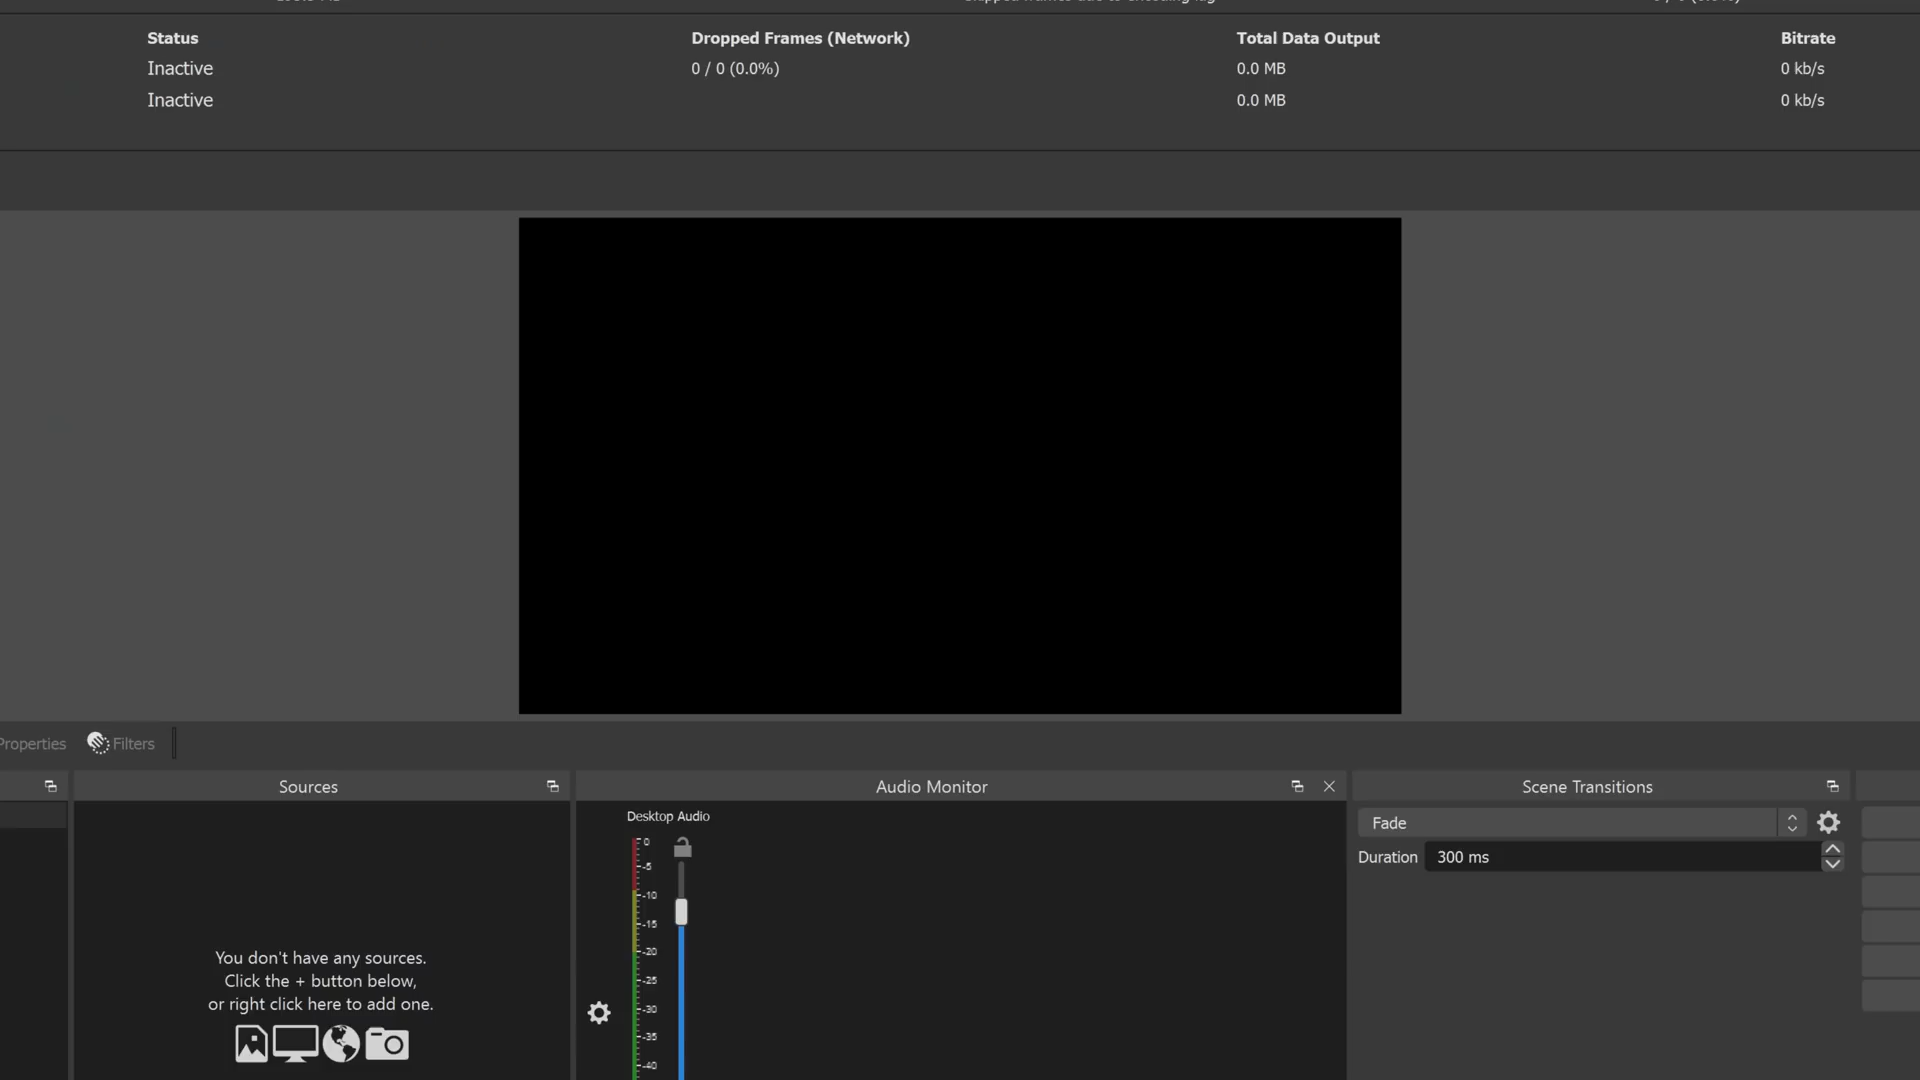 Status Dropped Frames (Network) Total Data Output Bitrate
Inactive 0 / 0 (0.0%) 0.0 MB 0 kb/s
Inactive 0.0 MB 0 kb/s
Properties Filters
Sources Audio Monitor Scene Transitions
Desktop Audio
Fade
Duration 300 ms
0
-5
-10
-15
-20
-25
-30
-35
-40
You don't have any sources.
Click the + button below,
or right click here to add one.